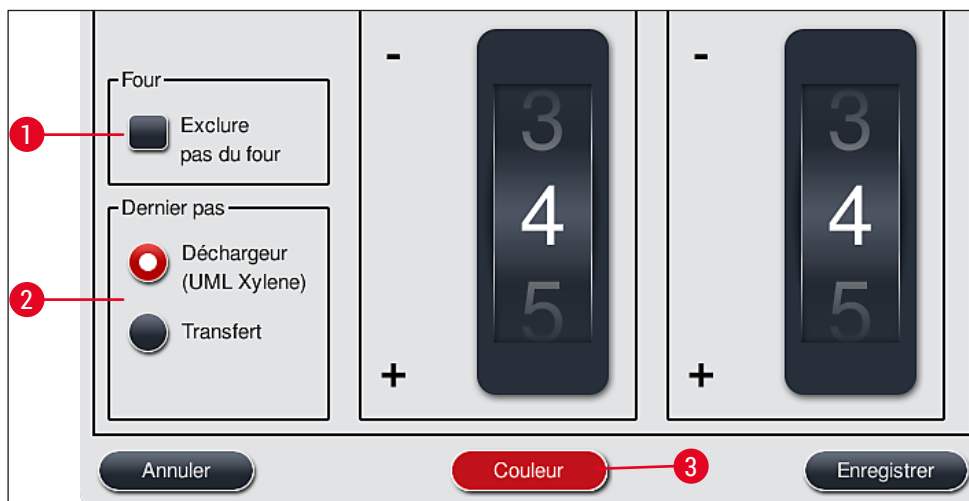 Four
1
Exclure
pas du four
Dernier pas
2
Déchargeur
(UML Xylene)
Transfert
-
3
4
5
+
-
3
4
5
+
Annuler
Couleur
3
Enregistrer